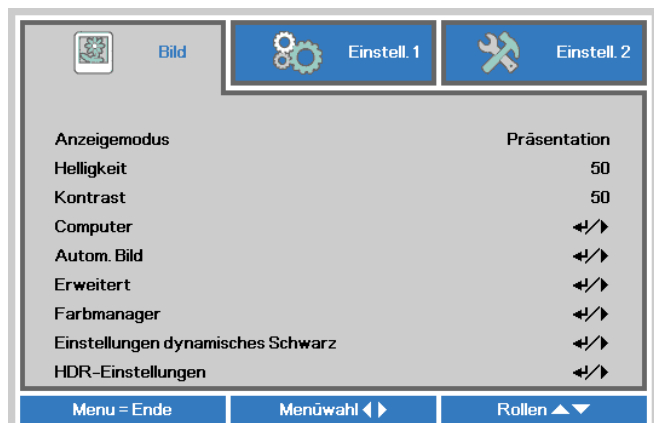 Bild
Einstell. 1
Einstell. 2
Anzeigemodus Präsentation
Helligkeit 50
Kontrast 50
Computer
Autom. Bild
Erweitert
Farbmanager
Einstellungen dynamisches Schwarz
HDR-Einstellungen
Menu = Ende
Menüwahl
Rollen